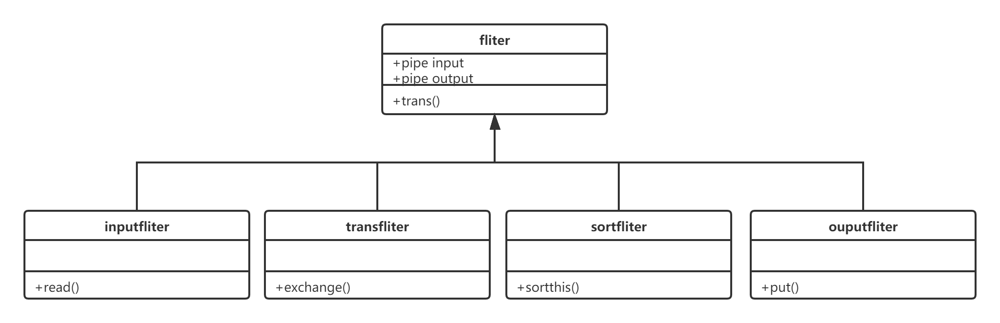 fliter
+pipe input
+pipe output
+trans()
inputfliter
+read()
transfliter
+exchange()
sortfliter
+sortthis()
ouputfliter
+put()